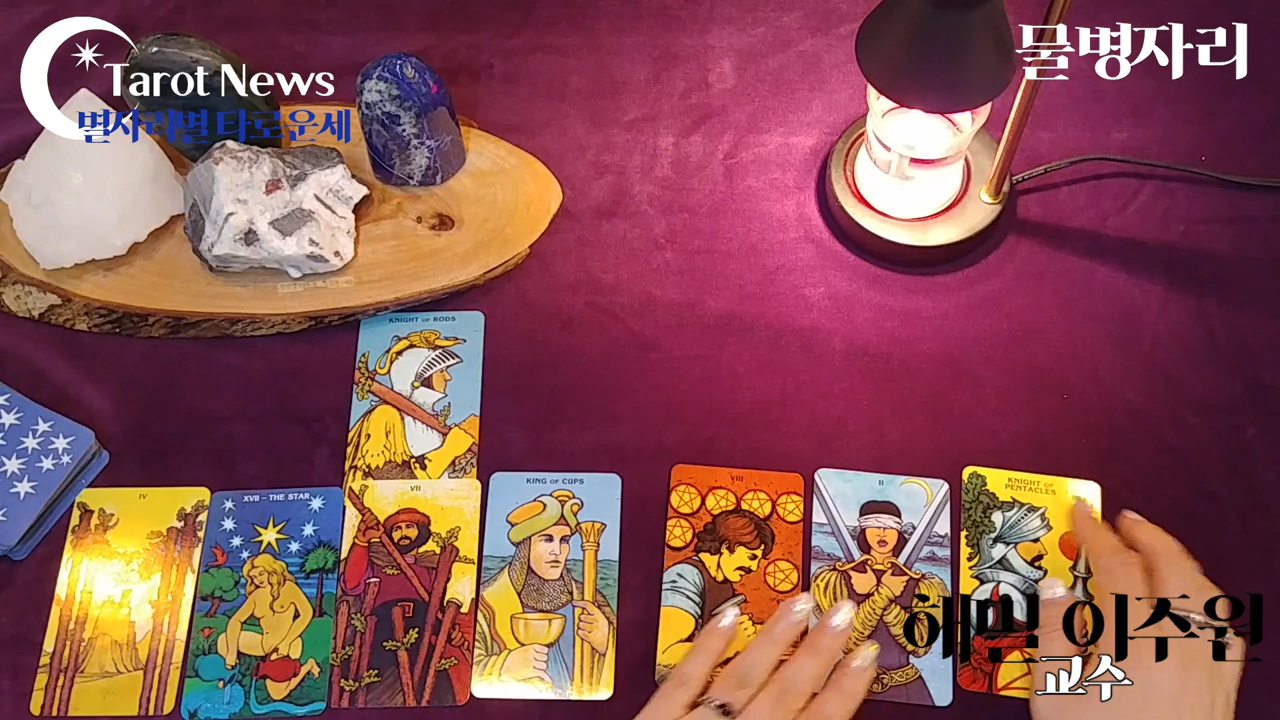 Tarot News
별자리별 타로운세
물병자리
KNIGHT OF RODS
IV
XVII – THE STAR
VII
KING OF CUPS
VIII
II
KNIGHT OF
PENTACLES
해밀 이주원
교수